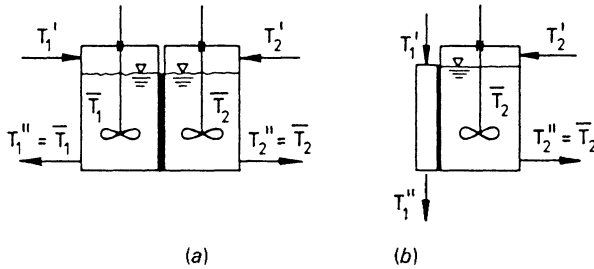 T₁' T₂'
T̅₁ T̅₂
T₁'' = T̅₁ T₂'' = T̅₂
(a)
T₁' T₂'
T̅₂
T₂'' = T̅₂
T₁''
(b)